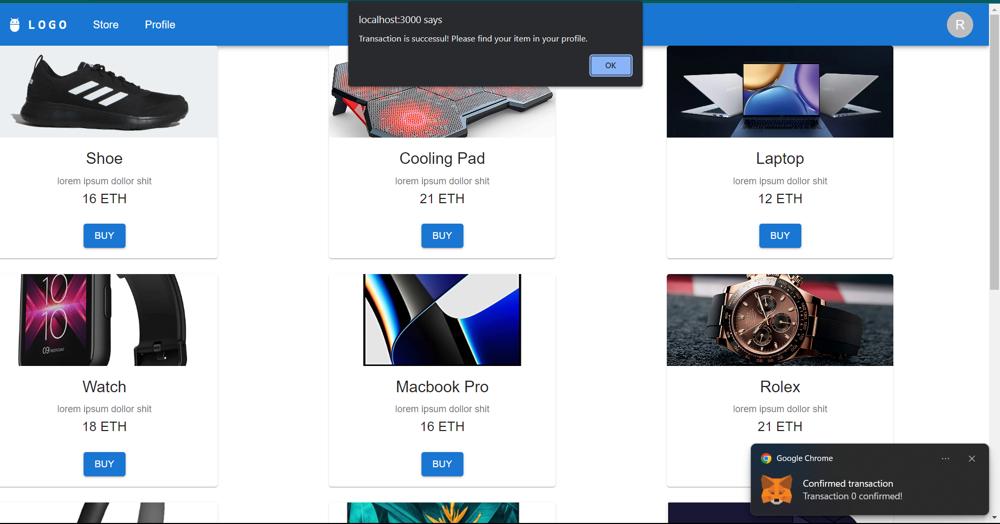 localhost:3000 says
Transaction is successul! Please find your item in your profile.
OK
LOGO Store Profile
R
Shoe
lorem ipsum dollor shit
16 ETH
BUY
Cooling Pad
lorem ipsum dollor shit
21 ETH
BUY
Laptop
lorem ipsum dollor shit
12 ETH
BUY
10
10
09 MONDAY
Watch
lorem ipsum dollor shit
18 ETH
BUY
Macbook Pro
lorem ipsum dollor shit
16 ETH
BUY
Rolex
lorem ipsum dollor shit
21 ETH
Google Chrome
Confirmed transaction
Transaction 0 confirmed!